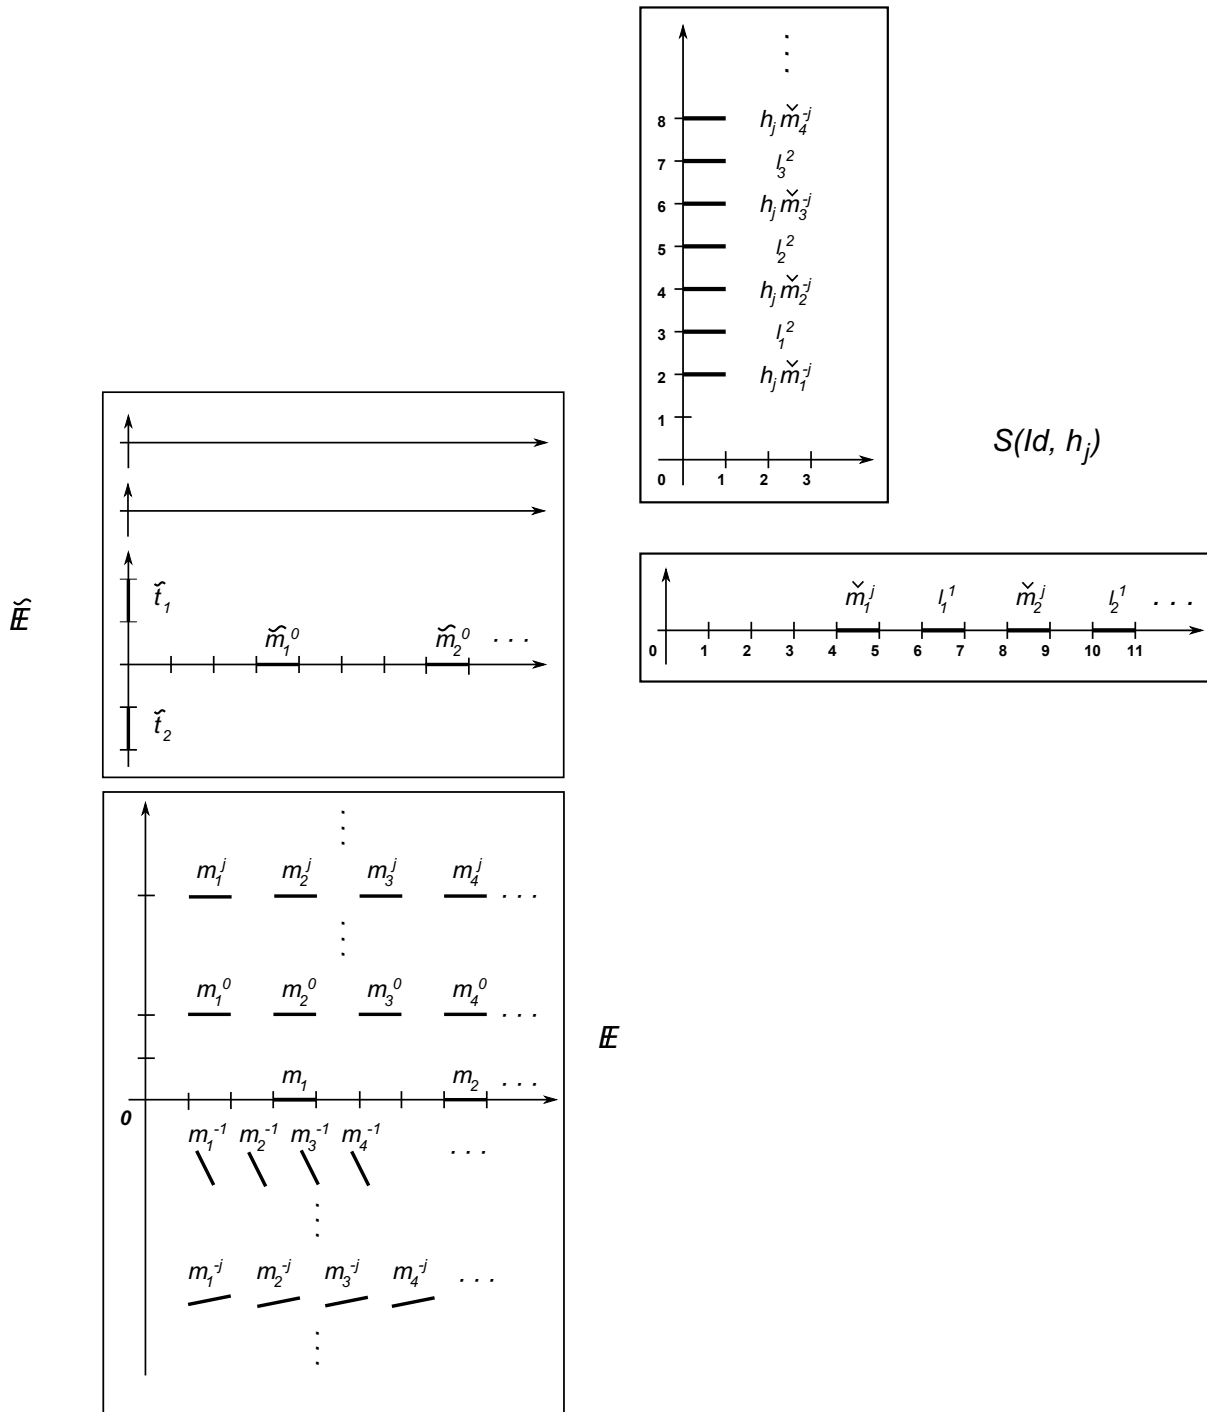 8 h_j m̌_4^{-j}
7 l_3^2
6 h_j m̌_3^{-j}
5 l_2^2
4 h_j m̌_2^{-j}
3 l_1^2
2 h_j m̌_1^{-j}
1
0 1 2 3
S(Id, h_j)
m̌_1^j l_1^1 m̌_2^j l_2^1 . . .
0 1 2 3 4 5 6 7 8 9 10 11
𝔼̃
t̃_1
m̃_1^0 m̃_2^0 . . .
t̃_2
m_1^j m_2^j m_3^j m_4^j . . .
m_1^0 m_2^0 m_3^0 m_4^0 . . .
𝔼
m_1 m_2 . . .
0
m_1^{-1} m_2^{-1} m_3^{-1} m_4^{-1} . . .
m_1^{-j} m_2^{-j} m_3^{-j} m_4^{-j} . . .